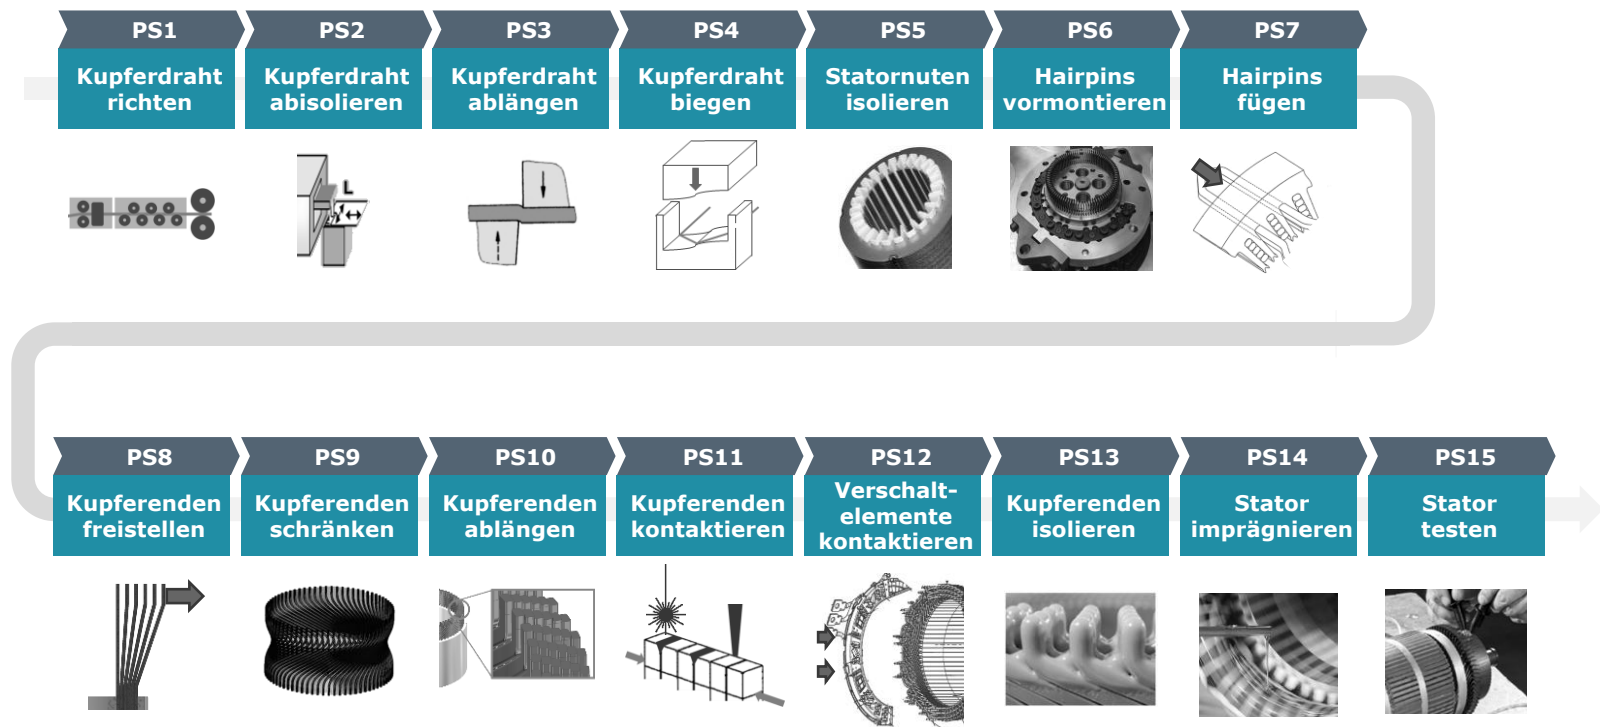 PS1
PS2
PS3
PS4
PS5
PS6
PS7
Kupferdraht
richten
Kupferdraht
abisolieren
Kupferdraht
ablängen
Kupferdraht
biegen
Statornuten
isolieren
Hairpins
vormontieren
Hairpins
fügen
L
PS8
PS9
PS10
PS11
PS12
PS13
PS14
PS15
Kupferenden
freistellen
Kupferenden
schränken
Kupferenden
ablängen
Kupferenden
kontaktieren
Verschalt-
elemente
kontaktieren
Kupferenden
isolieren
Stator
imprägnieren
Stator
testen